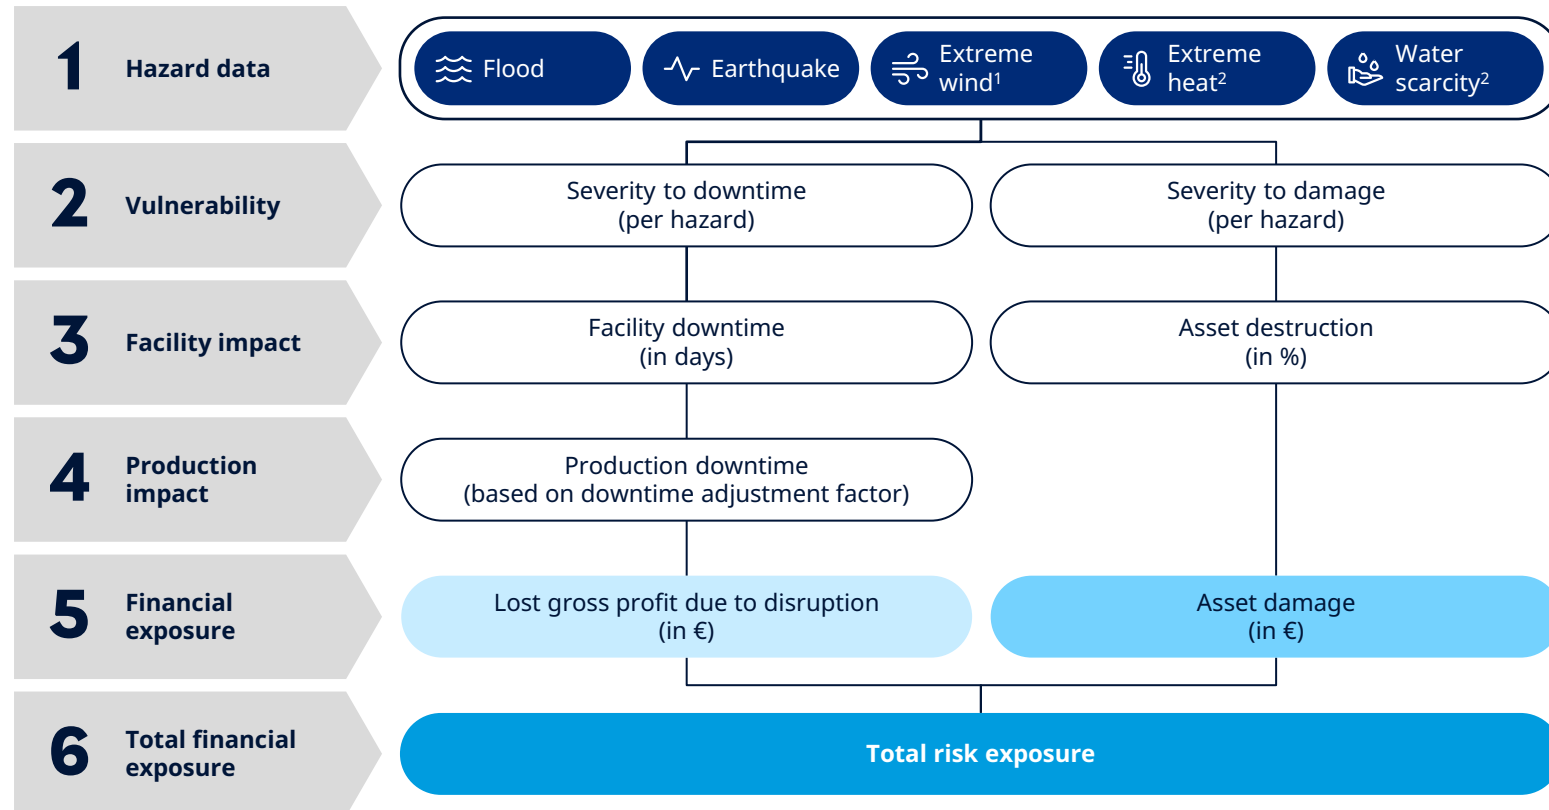 1
Hazard data
Flood
Earthquake
Extreme
wind¹
Extreme
heat²
Water
scarcity²
2
Vulnerability
Severity to downtime
(per hazard)
Severity to damage
(per hazard)
3
Facility impact
Facility downtime
(in days)
Asset destruction
(in %)
4
Production
impact
Production downtime
(based on downtime adjustment factor)
5
Financial
exposure
Lost gross profit due to disruption
(in €)
Asset damage
(in €)
6
Total financial
exposure
Total risk exposure